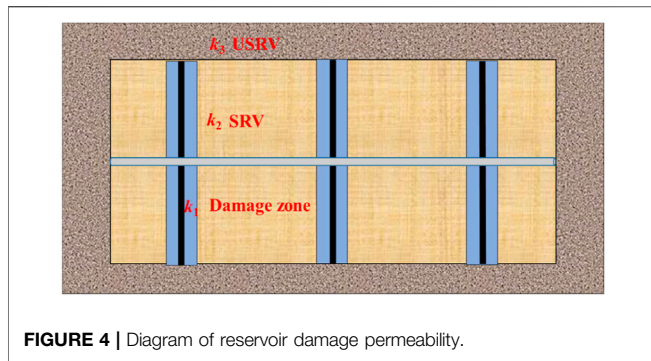 k₃ USRV
k₂ SRV
k₁ Damage zone
FIGURE 4 | Diagram of reservoir damage permeability.